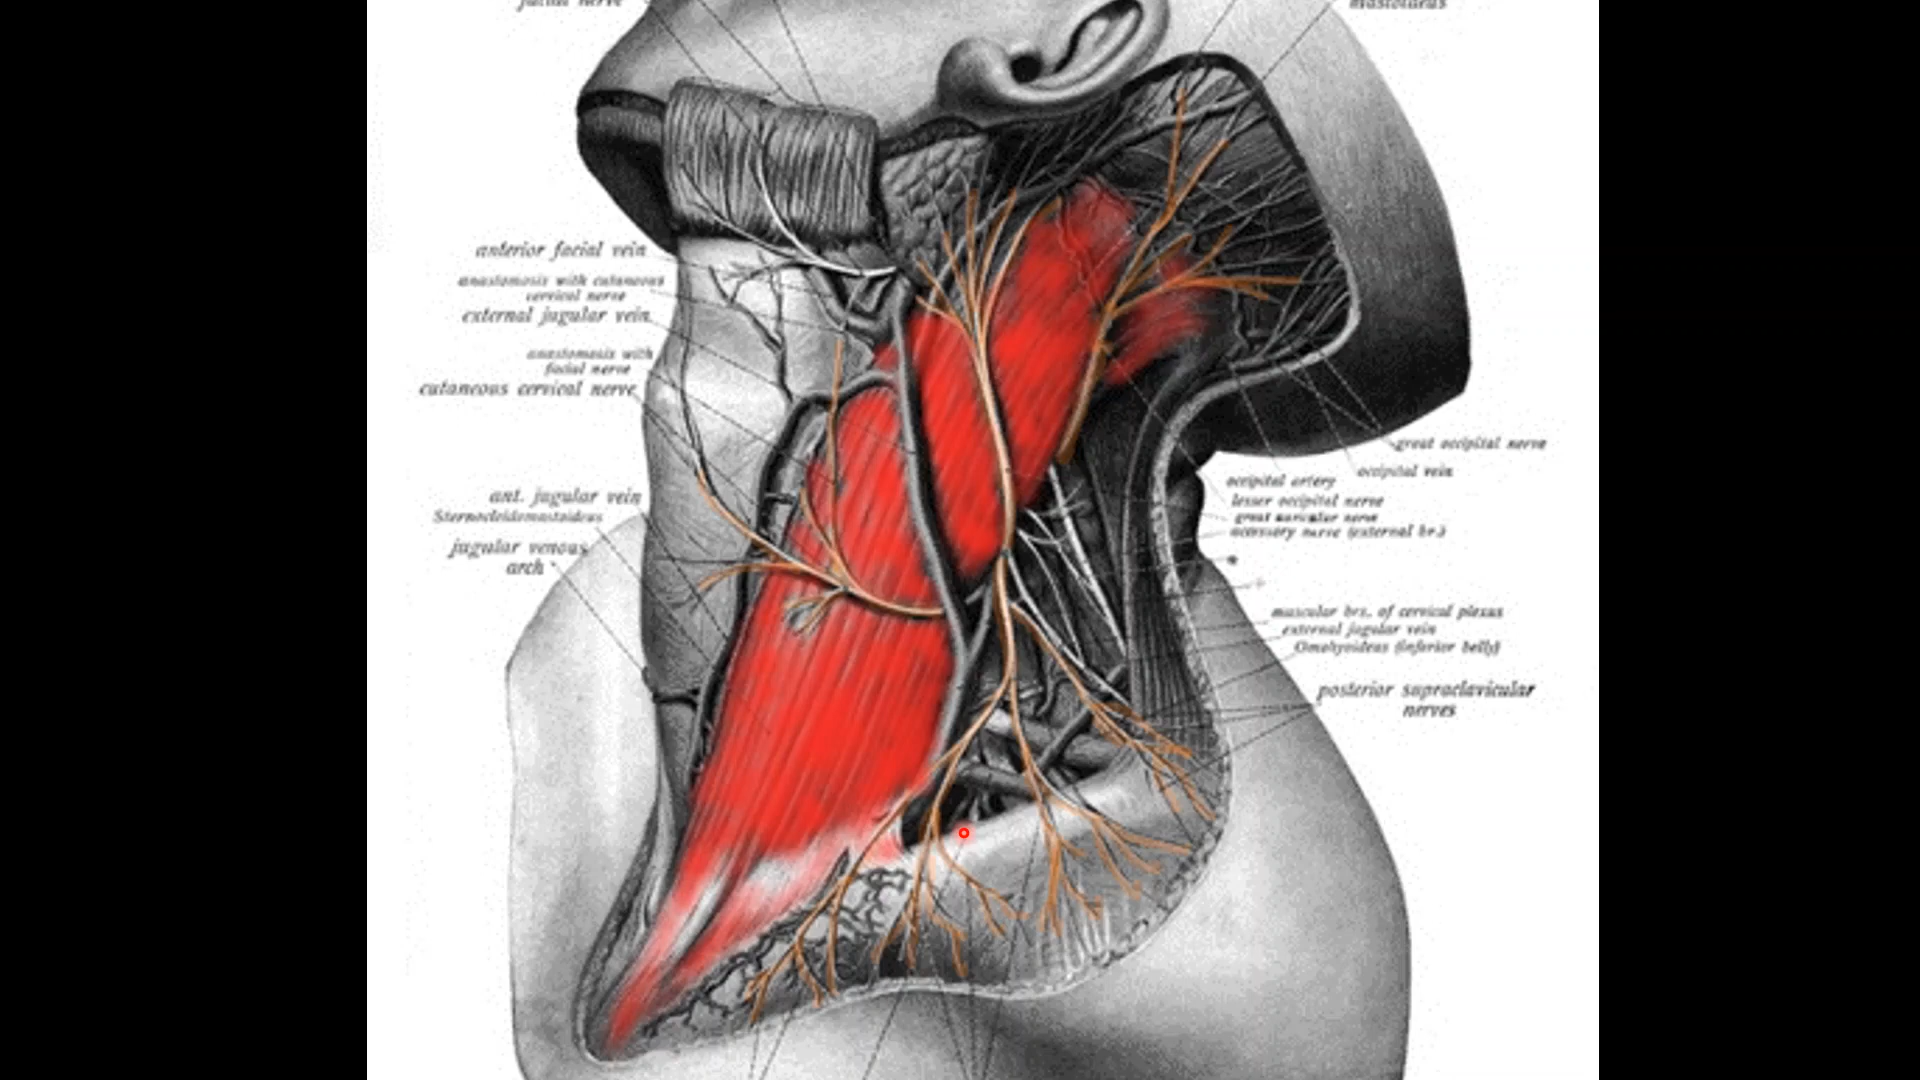 facial nerve
mastoideus
anterior facial vein
anastomosis with cutaneous
cervical nerve
external jugular vein
anastomosis with
facial nerve
cutaneous cervical nerve
ant. jugular vein
Sternocleidomastoideus
jugular venous
arch
great occipital nerve
occipital vein
occipital artery
lesser occipital nerve
great auricular nerve
accessory nerve (external br.)
*
+
muscular brs. of cervical plexus
external jugular vein
Omohyoideus (inferior belly)
posterior supraclavicular
nerves